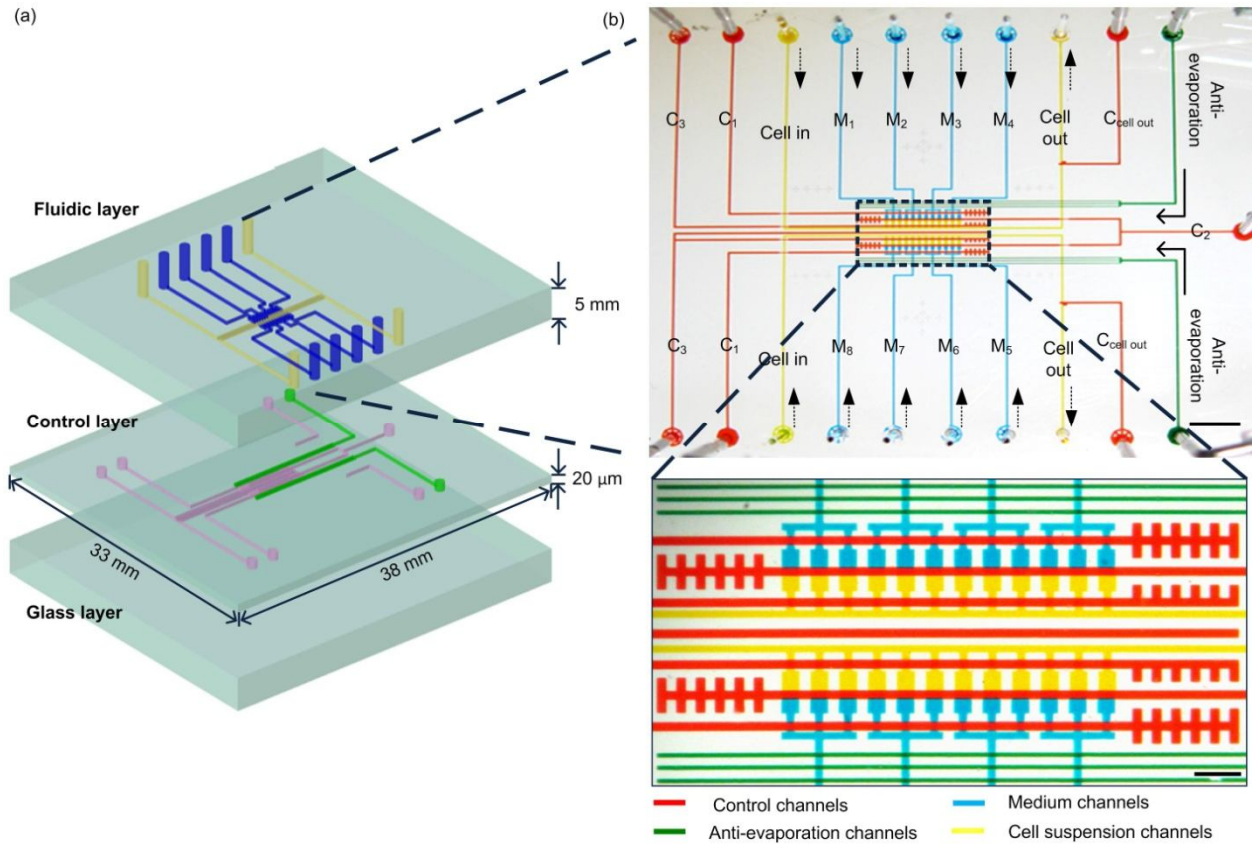 (a)
Fluidic layer
5 mm
Control layer
20 µm
33 mm
38 mm
Glass layer
(b)
C3
C1
Cell in
M1
M2
M3
M4
Cell
out
Ccell out
Anti-
evaporation
C2
C3
C1
Cell in
M8
M7
M6
M5
Cell
out
Ccell out
Anti-
evaporation
Control channels
Medium channels
Anti-evaporation channels
Cell suspension channels